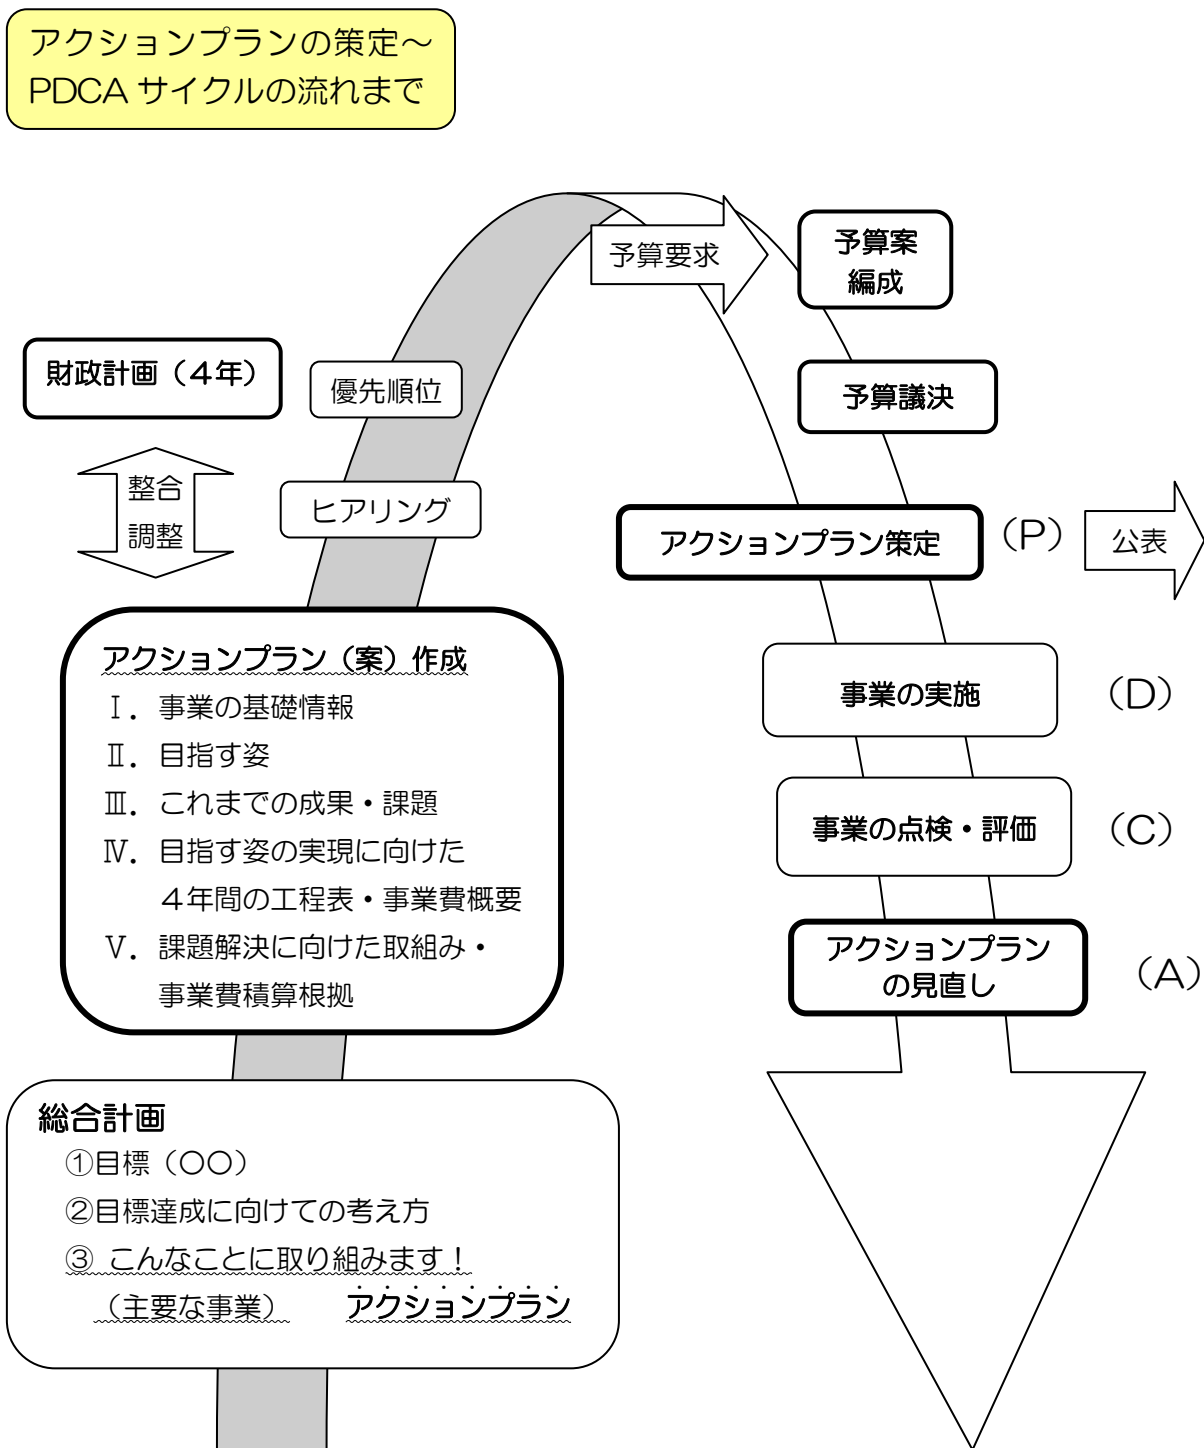 アクションプランの策定～
PDCAサイクルの流れまで
予算要求
予算案
編成
財政計画（４年）
優先順位
予算議決
整合
調整
ヒアリング
アクションプラン策定
（P）
公表
アクションプラン（案）作成
Ⅰ．事業の基礎情報
Ⅱ．目指す姿
Ⅲ．これまでの成果・課題
Ⅳ．目指す姿の実現に向けた
４年間の工程表・事業費概要
Ⅴ．課題解決に向けた取組み・
事業費積算根拠
事業の実施
（D）
事業の点検・評価
（C）
アクションプラン
の見直し
（A）
総合計画
①目標（〇〇）
②目標達成に向けての考え方
③ こんなことに取り組みます！
（主要な事業）　アクションプラン